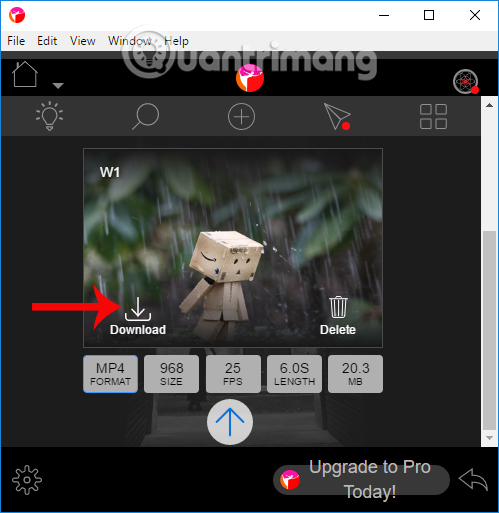 File Edit View Window Help
Quantrimang
W1
Download Delete
MP4 968 25 6.0S 20.3
FORMAT SIZE FPS LENGTH MB
Upgrade to Pro
Today!